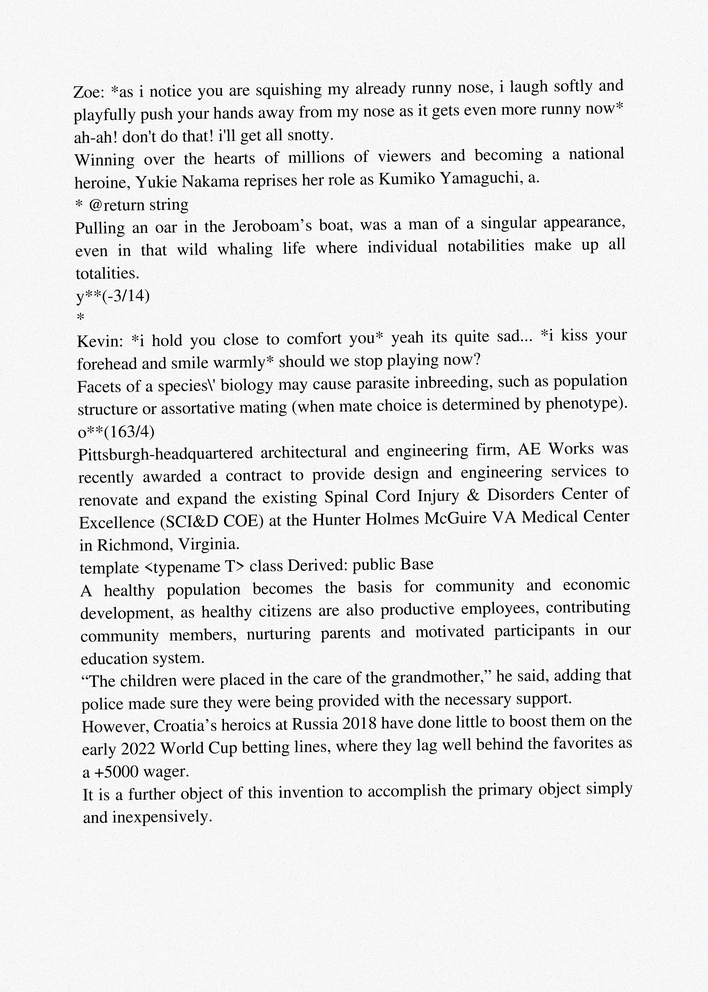 Zoe: *as i notice you are squishing my already runny nose, i laugh softly and
playfully push your hands away from my nose as it gets even more runny now*
ah-ah! don't do that! i'll get all snotty.
Winning over the hearts of millions of viewers and becoming a national
heroine, Yukie Nakama reprises her role as Kumiko Yamaguchi, a.
* @return string
Pulling an oar in the Jeroboam’s boat, was a man of a singular appearance,
even in that wild whaling life where individual notabilities make up all
totalities.
y**(-3/14)
*
Kevin: *i hold you close to comfort you* yeah its quite sad... *i kiss your
forehead and smile warmly* should we stop playing now?
Facets of a species\' biology may cause parasite inbreeding, such as population
structure or assortative mating (when mate choice is determined by phenotype).
o**(163/4)
Pittsburgh-headquartered architectural and engineering firm, AE Works was
recently awarded a contract to provide design and engineering services to
renovate and expand the existing Spinal Cord Injury & Disorders Center of
Excellence (SCI&D COE) at the Hunter Holmes McGuire VA Medical Center
in Richmond, Virginia.
template <typename T> class Derived: public Base
A healthy population becomes the basis for community and economic
development, as healthy citizens are also productive employees, contributing
community members, nurturing parents and motivated participants in our
education system.
“The children were placed in the care of the grandmother,” he said, adding that
police made sure they were being provided with the necessary support.
However, Croatia’s heroics at Russia 2018 have done little to boost them on the
early 2022 World Cup betting lines, where they lag well behind the favorites as
a +5000 wager.
It is a further object of this invention to accomplish the primary object simply
and inexpensively.